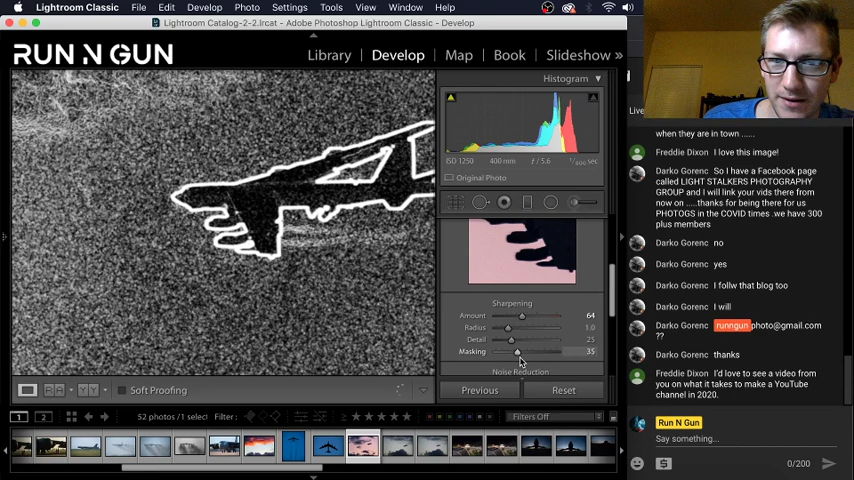 Lightroom Classic File Edit Develop Photo Settings Tools View Window Help
Lightroom Catalog-2-2.lrcat - Adobe Photoshop Lightroom Classic - Develop
RUN N GUN
Library | Develop | Map | Book | Slideshow »
Histogram ▼
ISO 1250 400 mm ƒ / 5.6
Original Photo
Sharpening
Amount 64
Radius 1.0
Detail 25
Masking 35
Noise Reduction
Soft Proofing
Previous
Reset
1 2
52 photos /1 select
Filter :
Filters Off
Live
when they are in town ......
Freddie Dixon I love this image!
Darko Gorenc So I have a Facebook page
called LIGHT STALKERS PHOTOGRAPHY
GROUP and I will link your vids there from
now on .....thanks for being there for us
PHOTOGS in the COVID times .we have 300
plus members
Darko Gorenc no
Darko Gorenc yes
Darko Gorenc I follw that blog too
Darko Gorenc I will
Darko Gorenc runngunphoto@gmail.com
??
Darko Gorenc thanks
Freddie Dixon I'd love to see a video from
you on what it takes to make a YouTube
channel in 2020.
Run N Gun
Say something...
0/200